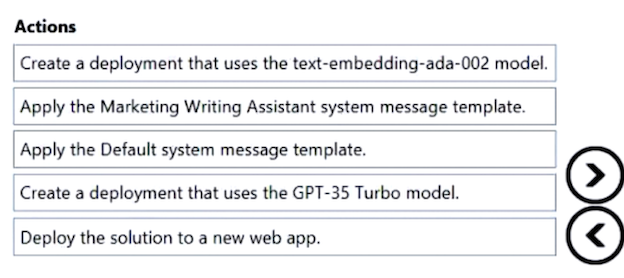 Actions
Create a deployment that uses the text-embedding-ada-002 model.
Apply the Marketing Writing Assistant system message template.
Apply the Default system message template.
Create a deployment that uses the GPT-35 Turbo model.
Deploy the solution to a new web app.